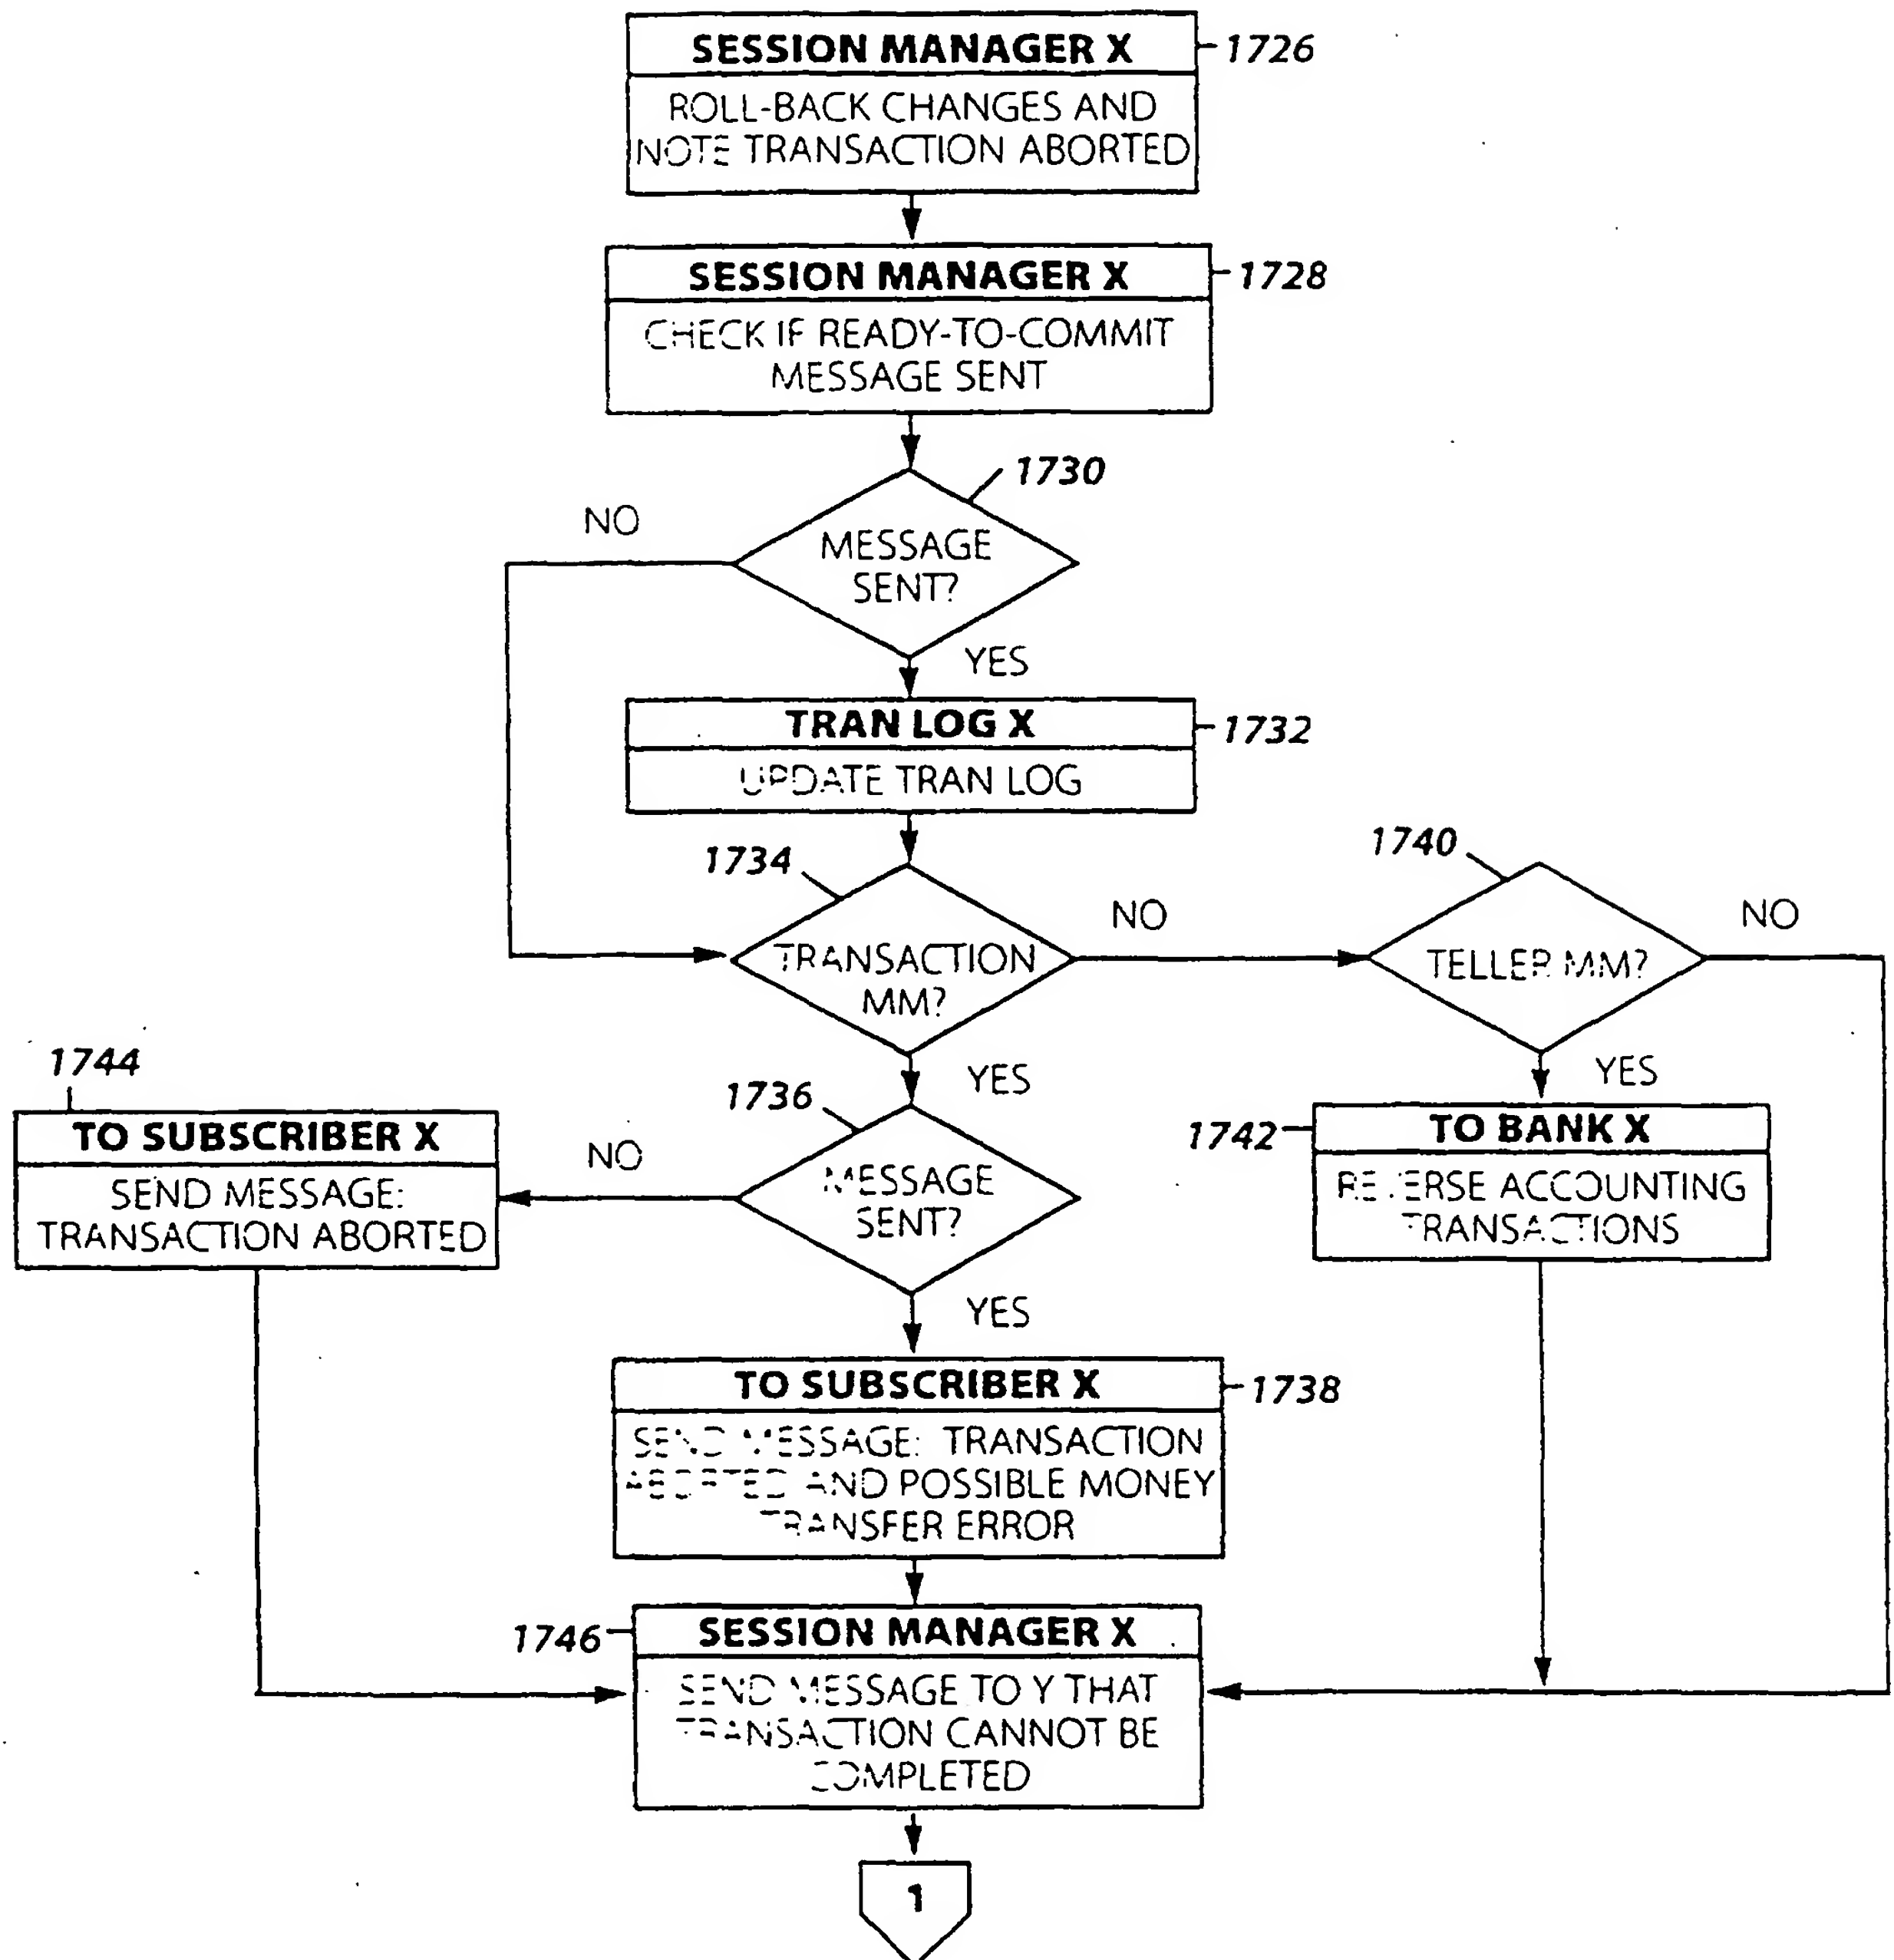 SESSION MANAGER X
1726
ROLL-BACK CHANGES AND
NOTE TRANSACTION ABORTED
SESSION MANAGER X
1728
CHECK IF READY-TO-COMMIT
MESSAGE SENT
1730
NO
MESSAGE
SENT?
YES
TRAN LOG X
1732
UPDATE TRAN LOG
1734
1740
NO
NO
TRANSACTION
MM?
TELLER MM?
1744
YES
YES
1736
TO SUBSCRIBER X
1742
TO BANK X
NO
SEND MESSAGE:
TRANSACTION ABORTED
MESSAGE
SENT?
REVERSE ACCOUNTING
TRANSACTIONS
YES
TO SUBSCRIBER X
1738
SEND MESSAGE: TRANSACTION
ABORTED AND POSSIBLE MONEY
TRANSFER ERROR
1746
SESSION MANAGER X
SEND MESSAGE TO Y THAT
TRANSACTION CANNOT BE
COMPLETED
1